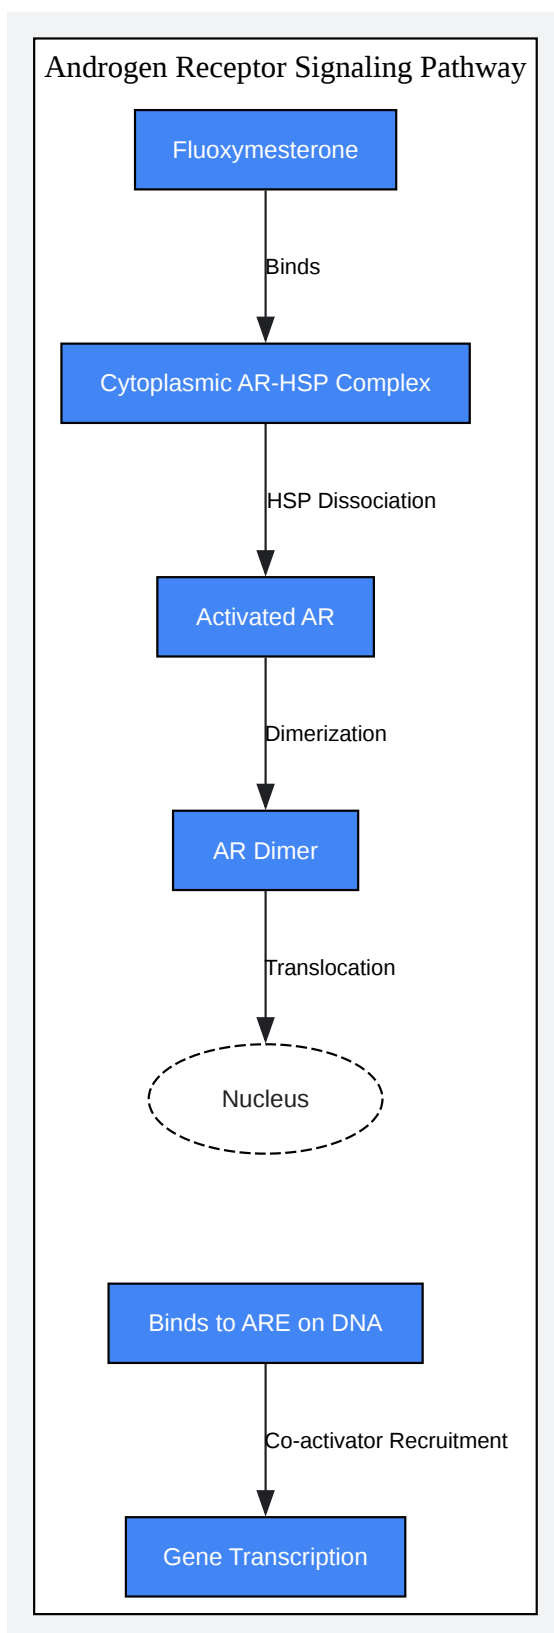 Androgen Receptor Signaling Pathway
Fluoxymesterone
Binds
Cytoplasmic AR-HSP Complex
HSP Dissociation
Activated AR
Dimerization
AR Dimer
Translocation
Nucleus
Binds to ARE on DNA
Co-activator Recruitment
Gene Transcription